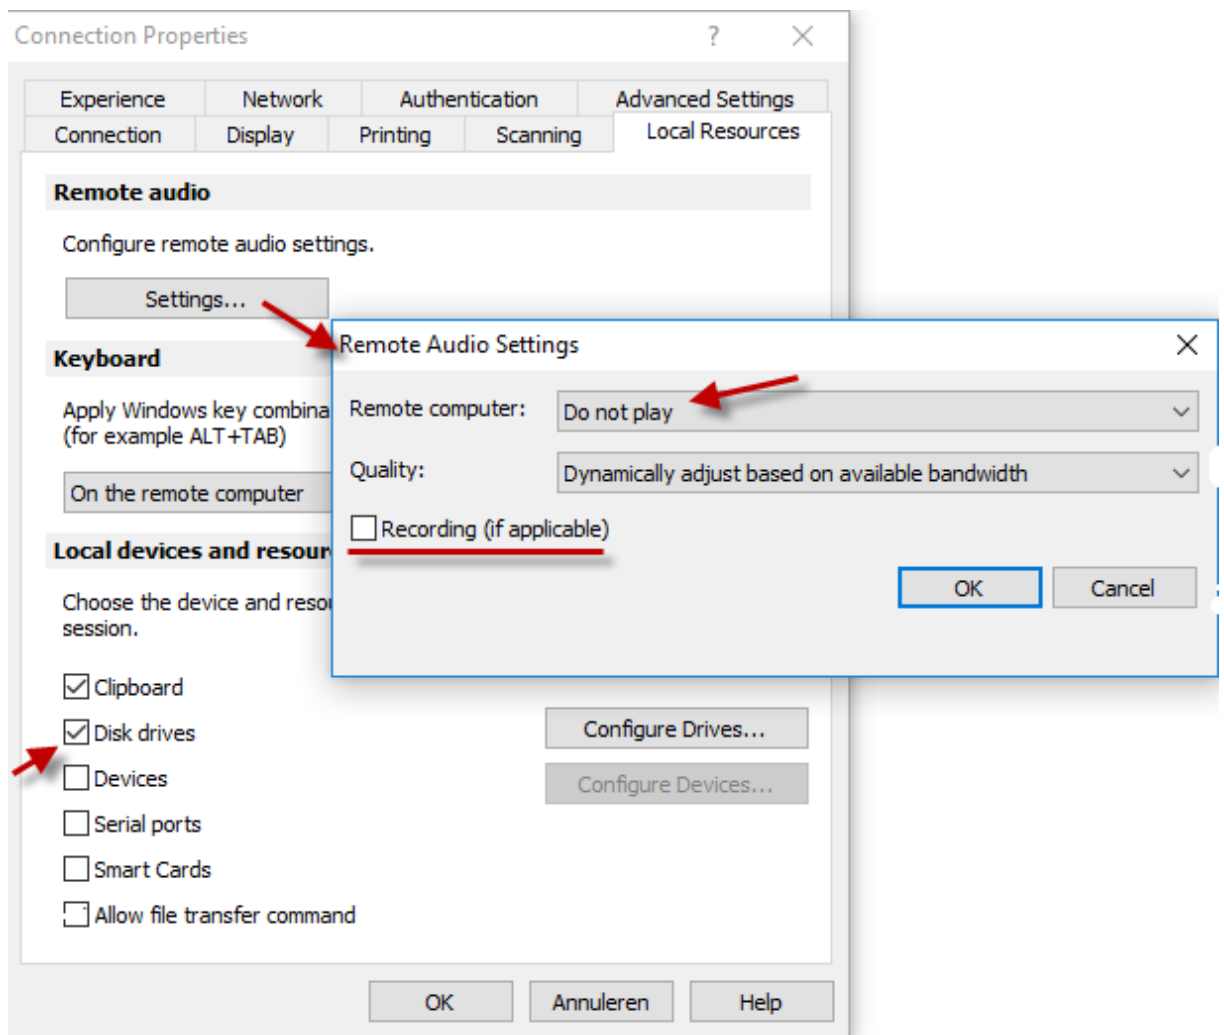 Connection Properties ?
Experience Network Authentication Advanced Settings
Connection Display Printing Scanning Local Resources
Remote audio
Configure remote audio settings.
Settings...
Keyboard
Apply Windows key combina
(for example ALT+TAB)
On the remote computer
Local devices and resour
Choose the device and resou
session.
Remote Audio Settings
Remote computer: Do not play
Quality: Dynamically adjust based on available bandwidth
Recording (if applicable)
OK Cancel
Clipboard
Disk drives Configure Drives...
Devices Configure Devices...
Serial ports
Smart Cards
Allow file transfer command
OK Annuleren Help